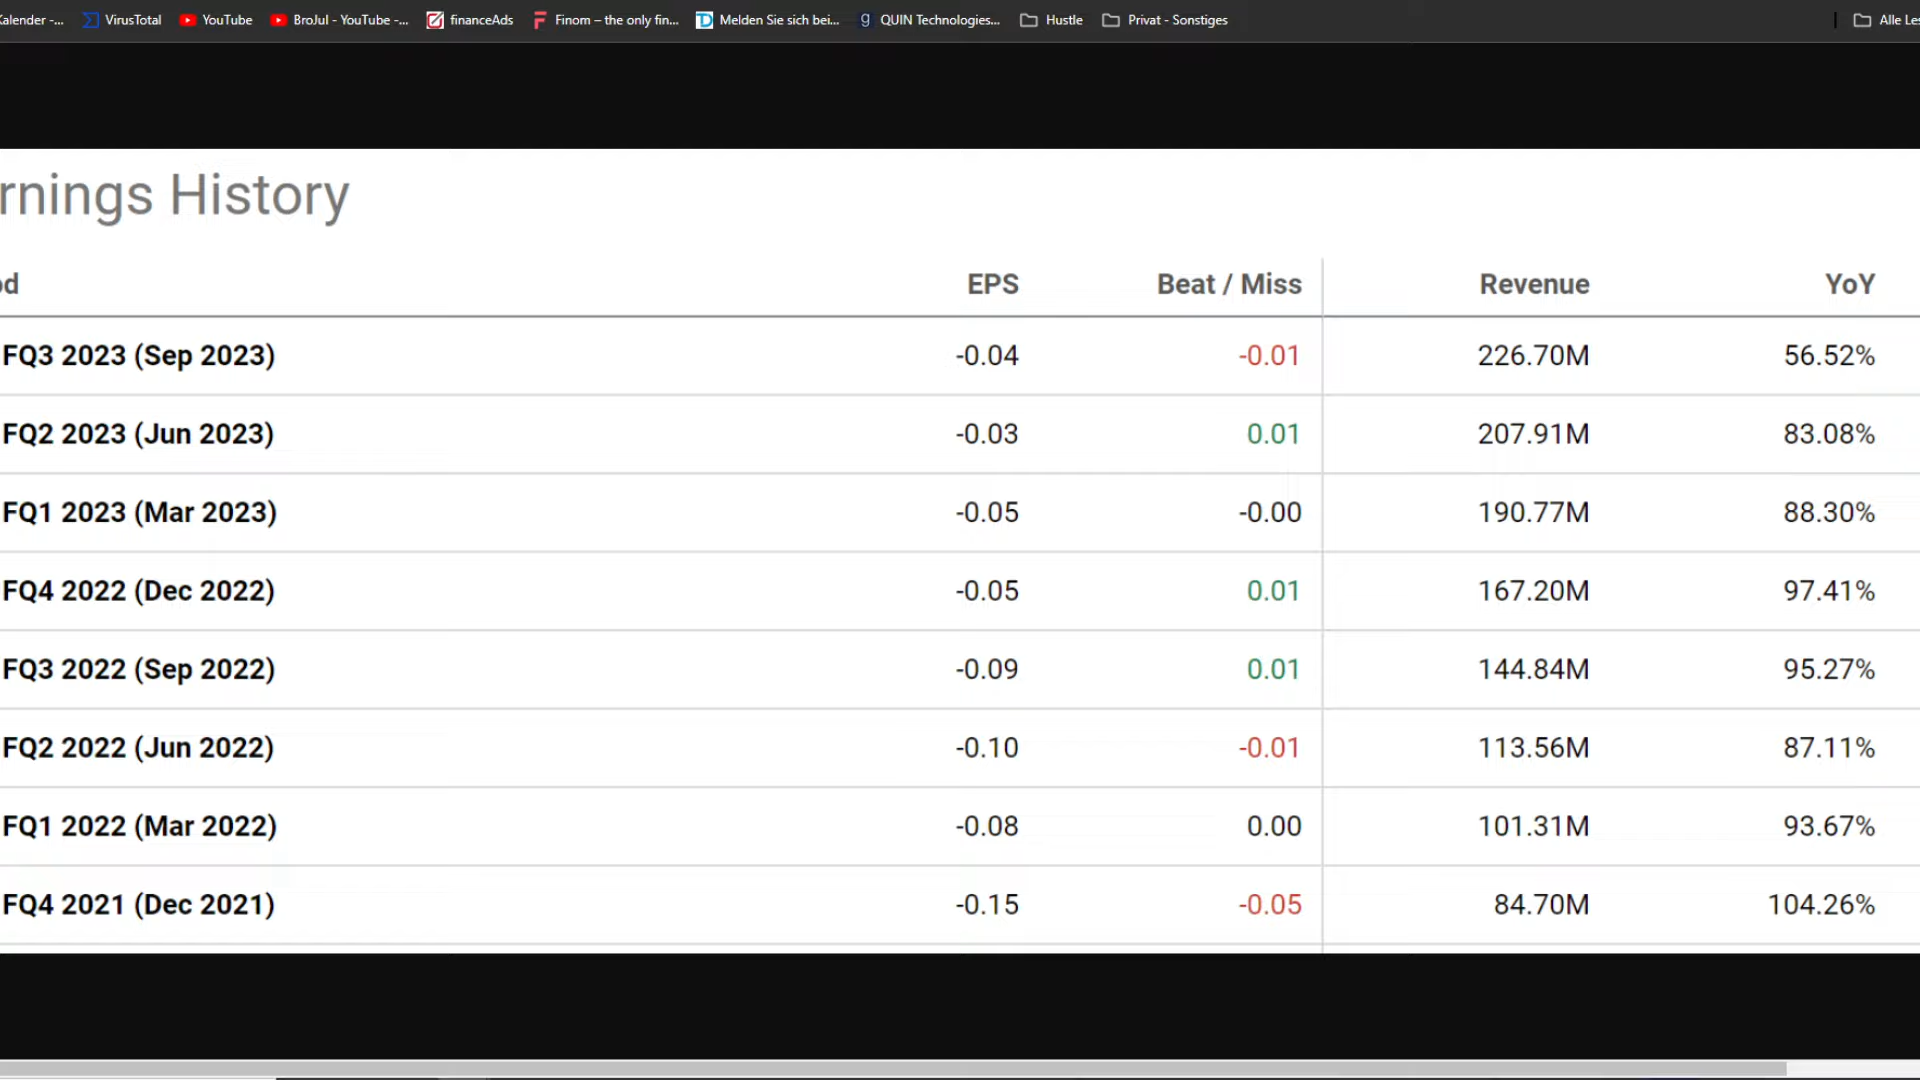 Kalender -... VirusTotal YouTube BroJul - YouTube -... financeAds Finom – the only fin... Melden Sie sich bei... QUIN Technologies... Hustle Privat - Sonstiges Alle Les
rnings History
od EPS Beat / Miss Revenue YoY
FQ3 2023 (Sep 2023) -0.04 -0.01 226.70M 56.52%
FQ2 2023 (Jun 2023) -0.03 0.01 207.91M 83.08%
FQ1 2023 (Mar 2023) -0.05 -0.00 190.77M 88.30%
FQ4 2022 (Dec 2022) -0.05 0.01 167.20M 97.41%
FQ3 2022 (Sep 2022) -0.09 0.01 144.84M 95.27%
FQ2 2022 (Jun 2022) -0.10 -0.01 113.56M 87.11%
FQ1 2022 (Mar 2022) -0.08 0.00 101.31M 93.67%
FQ4 2021 (Dec 2021) -0.15 -0.05 84.70M 104.26%